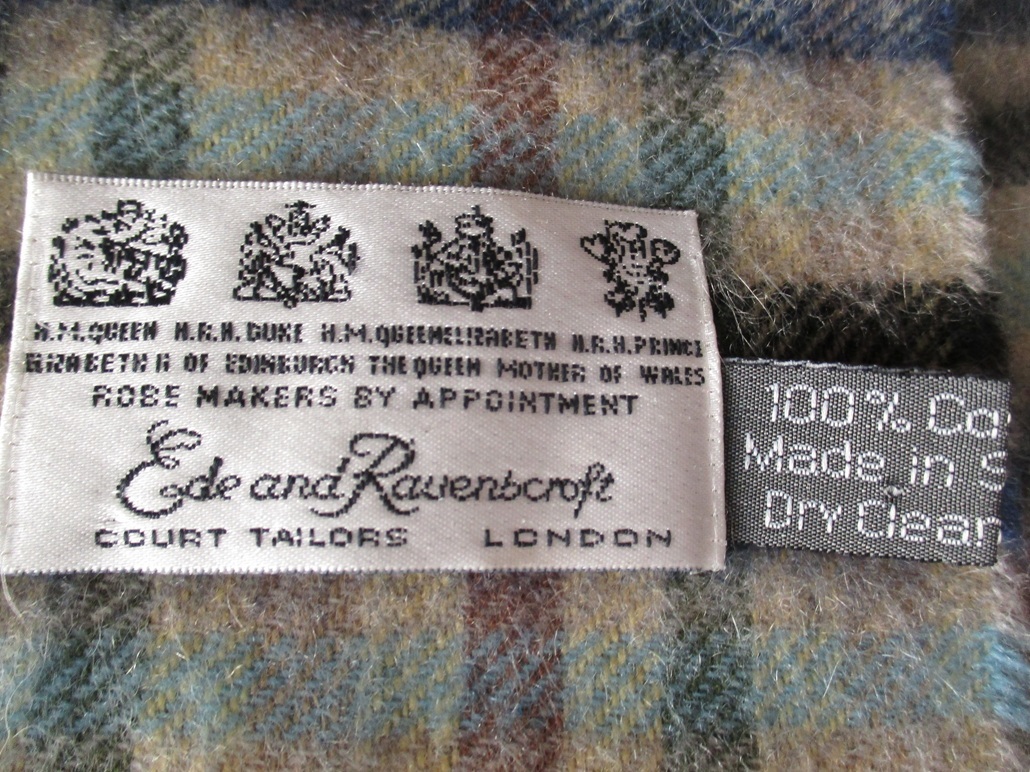 H.M.QUEEN H.R.H.DUKE H.M.QUEENELIZABETH H.R.H.PRINCE
ELIZABETH II OF EDINBURGH THE QUEEN MOTHER OF WALES
ROBE MAKERS BY APPOINTMENT
Ede and Ravenscroft
COURT TAILORS LONDON
100% Ca
Made in S
Dry Clean